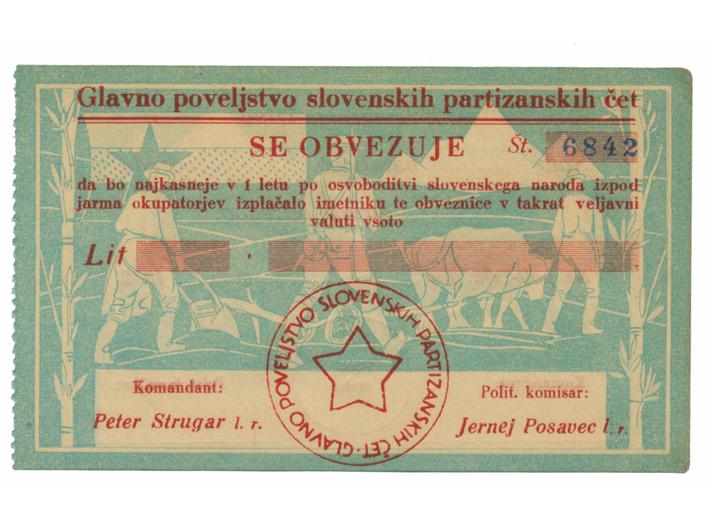 Glavno poveljstvo slovenskih partizanskih čet
SE OBVEZUJE
Št. 6842
da bo najkasneje v 1 letu po osvoboditvi slovenskega naroda izpod
jarma okupatorjev izplačalo imetniku te obveznice v takrat veljavni
valuti vsoto
Lit
GLAVNO POVELJSTVO SLOVENSKIH PARTIZANSKIH ČET
Komandant:
Peter Strugar l. r.
Polit. komisar:
Jernej Posavec l. r.